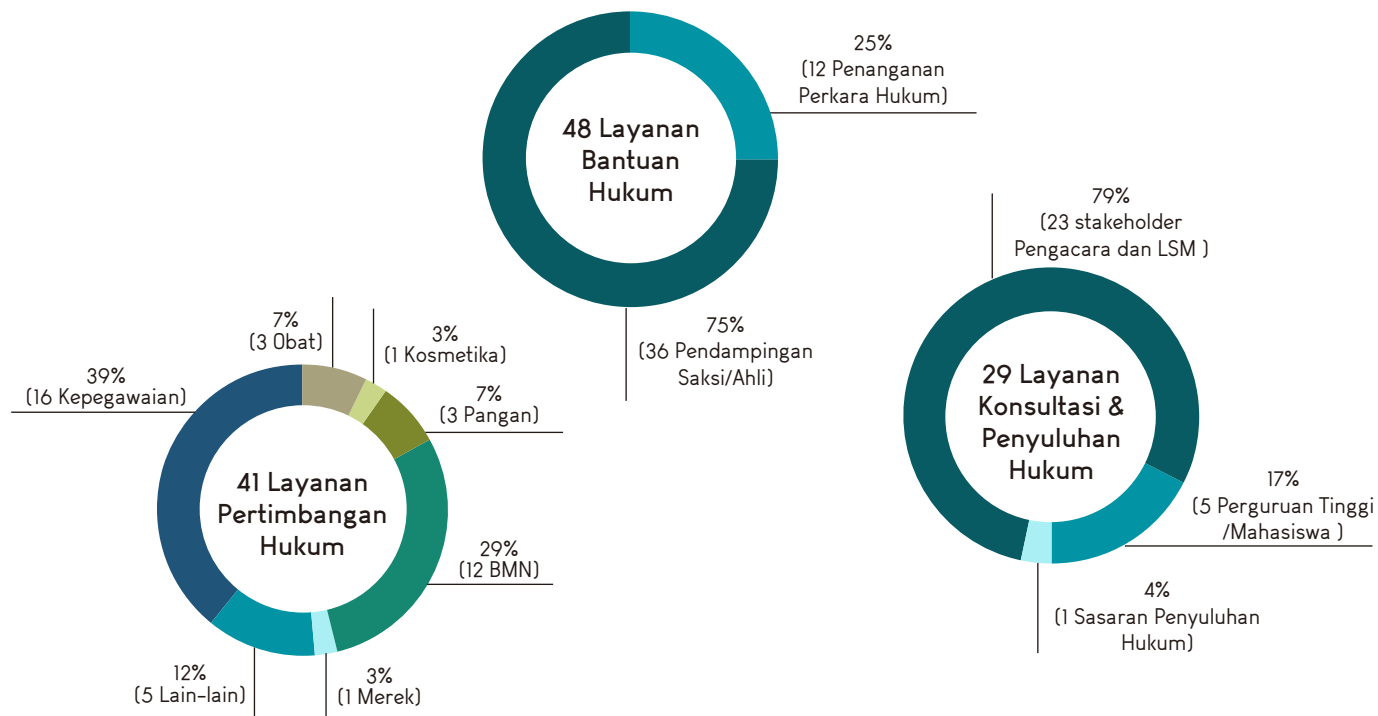 25%
(12 Penanganan
Perkara Hukum)
48 Layanan
Bantuan
Hukum
75%
(36 Pendampingan
Saksi/Ahli)
79%
(23 stakeholder
Pengacara dan LSM )
29 Layanan
Konsultasi &
Penyuluhan
Hukum
17%
(5 Perguruan Tinggi
/Mahasiswa )
4%
(1 Sasaran Penyuluhan
Hukum)
7%
(3 Obat)
3%
(1 Kosmetika)
7%
(3 Pangan)
39%
(16 Kepegawaian)
41 Layanan
Pertimbangan
Hukum
29%
(12 BMN)
12%
(5 Lain-lain)
3%
(1 Merek)